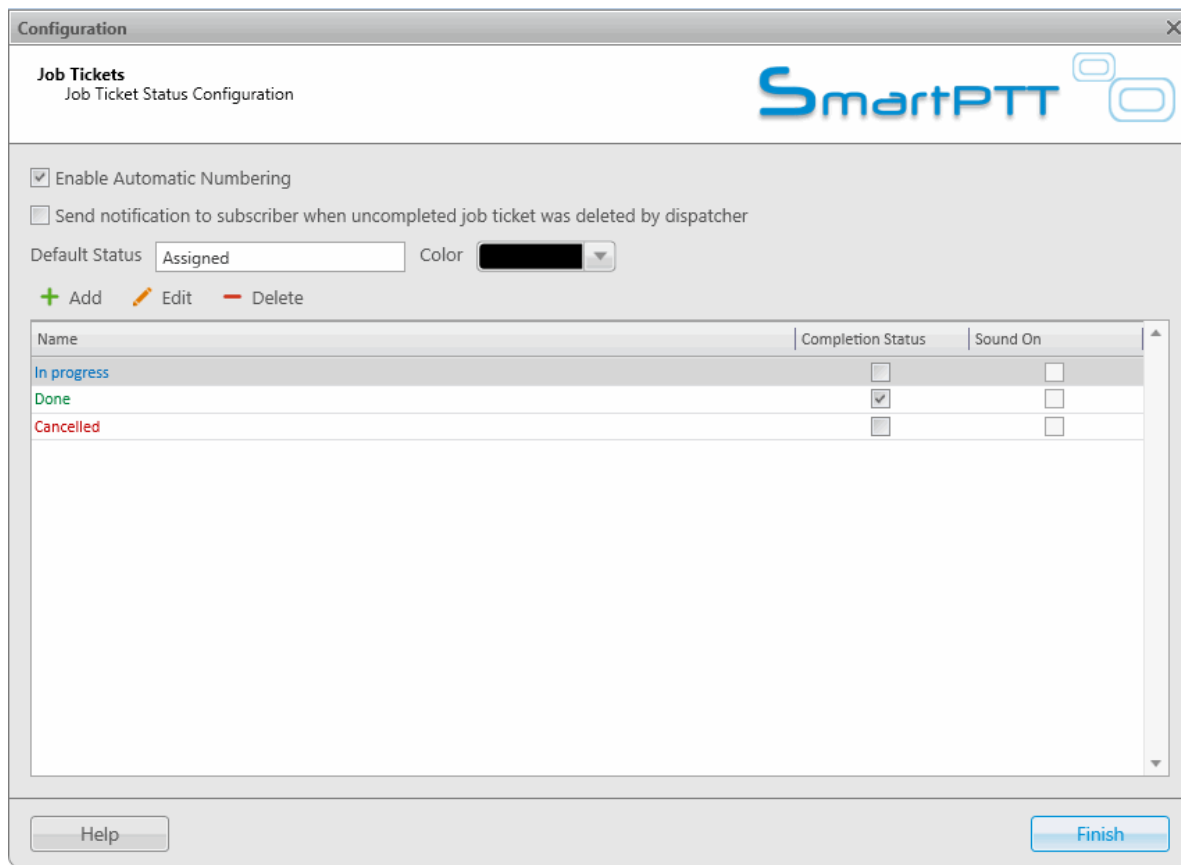 Configuration
Job Tickets
Job Ticket Status Configuration
SmartPTT
Enable Automatic Numbering
Send notification to subscriber when uncompleted job ticket was deleted by dispatcher
Default Status Assigned Color
Add Edit Delete
Name Completion Status Sound On
In progress
Done
Cancelled
Help Finish